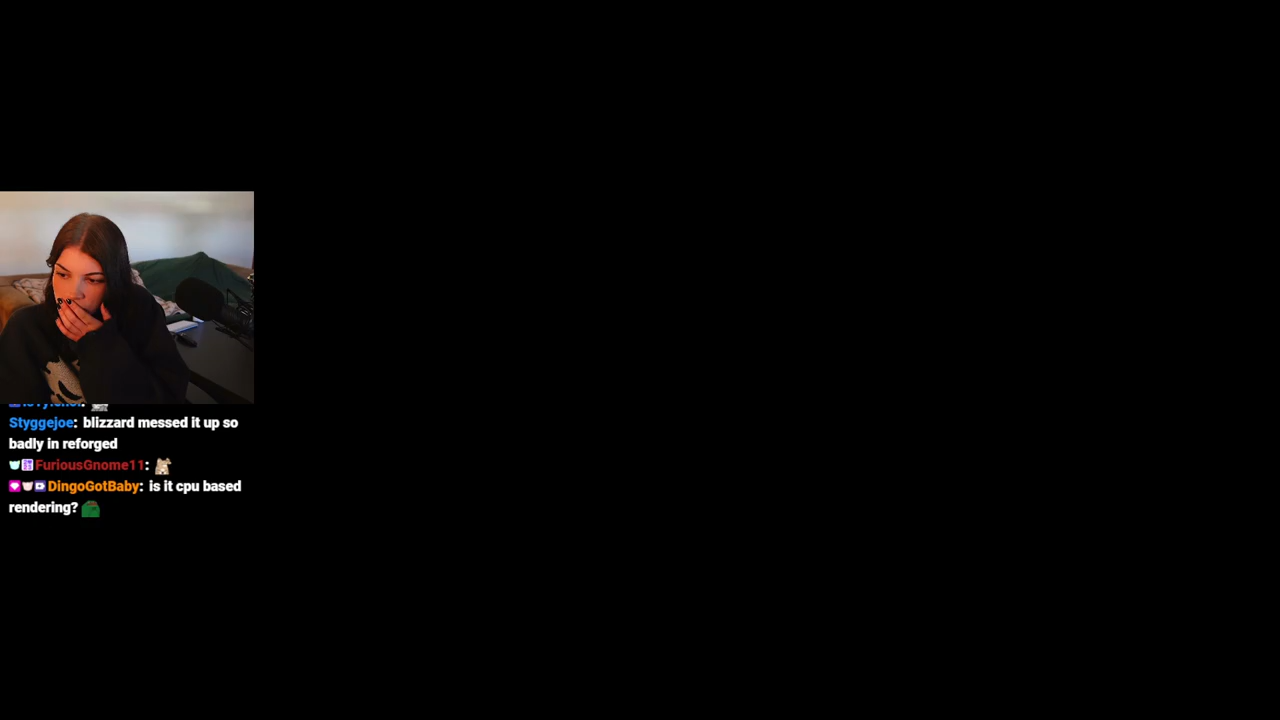 Styggejoe: blizzard messed it up so
badly in reforged
FuriousGnome11:
DingoGotBaby: is it cpu based
rendering?